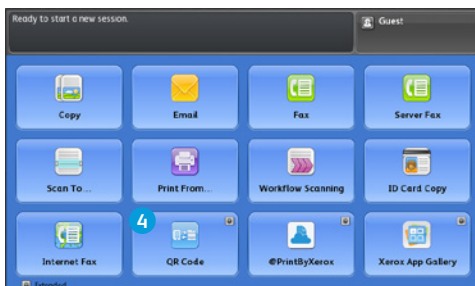 Ready to start a new session.
Guest
Copy
Email
Fax
Server Fax
Scan To...
Print From...
Workflow Scanning
ID Card Copy
4
Internet Fax
QR Code
@PrintByXerox
Xerox App Gallery
Extended